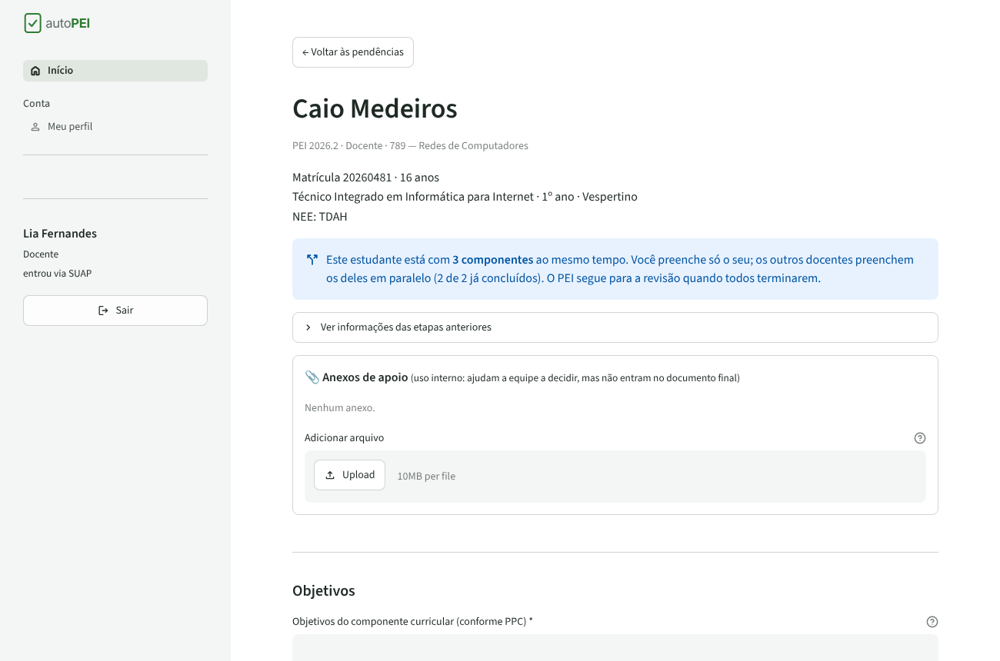 autoPEI
Início
Conta
Meu perfil
Lia Fernandes
Docente
entrou via SUAP
Sair
← Voltar às pendências
Caio Medeiros
PEI 2026.2 · Docente · 789 — Redes de Computadores
Matrícula 20260481 · 16 anos
Técnico Integrado em Informática para Internet · 1º ano · Vespertino
NEE: TDAH
Este estudante está com 3 componentes ao mesmo tempo. Você preenche só o seu; os outros docentes preenchem
os deles em paralelo (2 de 2 já concluídos). O PEI segue para a revisão quando todos terminarem.
Ver informações das etapas anteriores
📎 Anexos de apoio (uso interno: ajudam a equipe a decidir, mas não entram no documento final)
Nenhum anexo.
Adicionar arquivo
Upload
10MB per file
Objetivos
Objetivos do componente curricular (conforme PPC) *